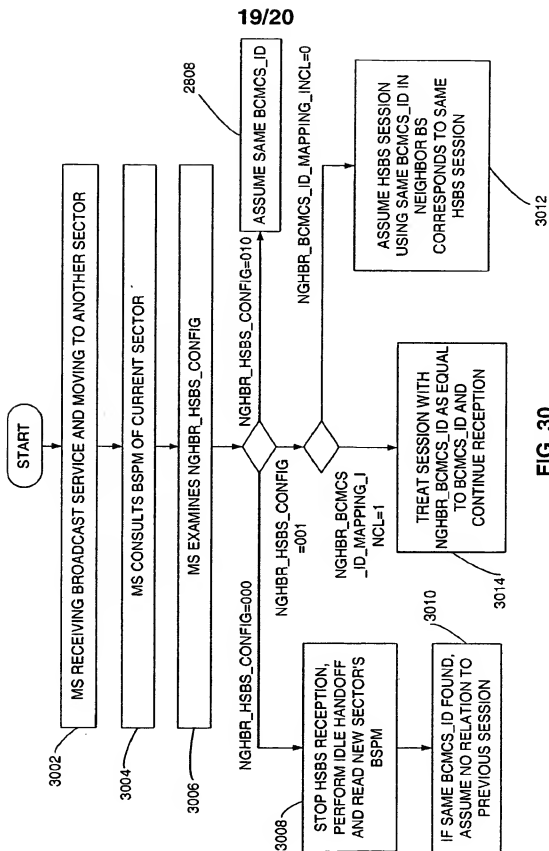 19/20
START
MS RECEIVING BROADCAST SERVICE AND MOVING TO ANOTHER SECTOR
3002
MS CONSULTS BSPM OF CURRENT SECTOR
3004
MS EXAMINES NGHBR_HSBS_CONFIG
3006
NGHBR_HSBS_CONFIG=000
NGHBR_HSBS_CONFIG
=001
NGHBR_HSBS_CONFIG=010
ASSUME SAME BCMCS_ID
2808
STOP HSBS RECEPTION,
PERFORM IDLE HANDOFF
AND READ NEW SECTOR'S
BSPM
3008
IF SAME BCMCS_ID FOUND,
ASSUME NO RELATION TO
PREVIOUS SESSION
3010
NGHBR_BCMCS
_ID_MAPPING_I
NCL=1
NGHBR_BCMCS_ID_MAPPING_INCL=0
TREAT SESSION WITH
NGHBR_BCMCS_ID AS EQUAL
TO BCMCS_ID AND
CONTINUE RECEPTION
3014
ASSUME HSBS SESSION
USING SAME BCMCS_ID IN
NEIGHBOR BS
CORRESPONDS TO SAME
HSBS SESSION
3012
FIG. 30